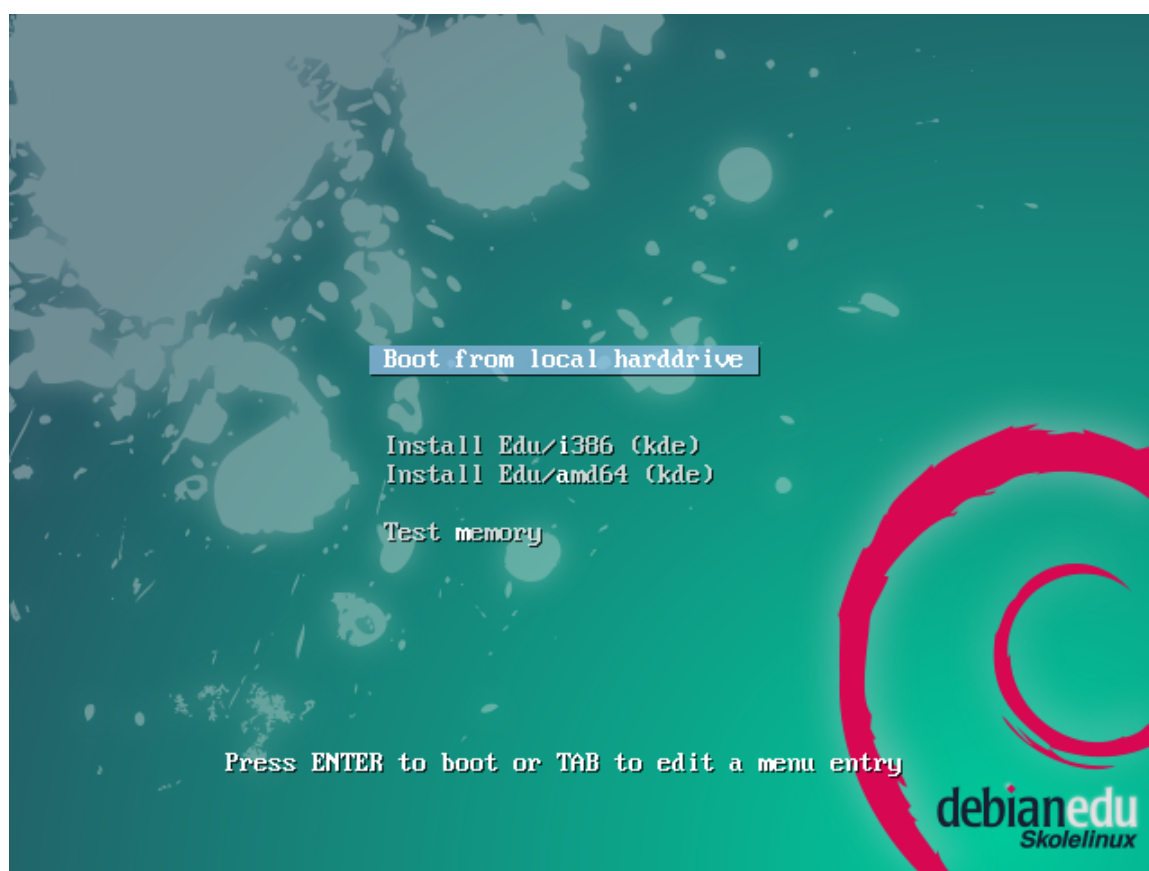 Boot from local harddrive
Install Edu/i386 (kde)
Install Edu/amd64 (kde)
Test memory
Press ENTER to boot or TAB to edit a menu entry
debianedu
Skolelinux